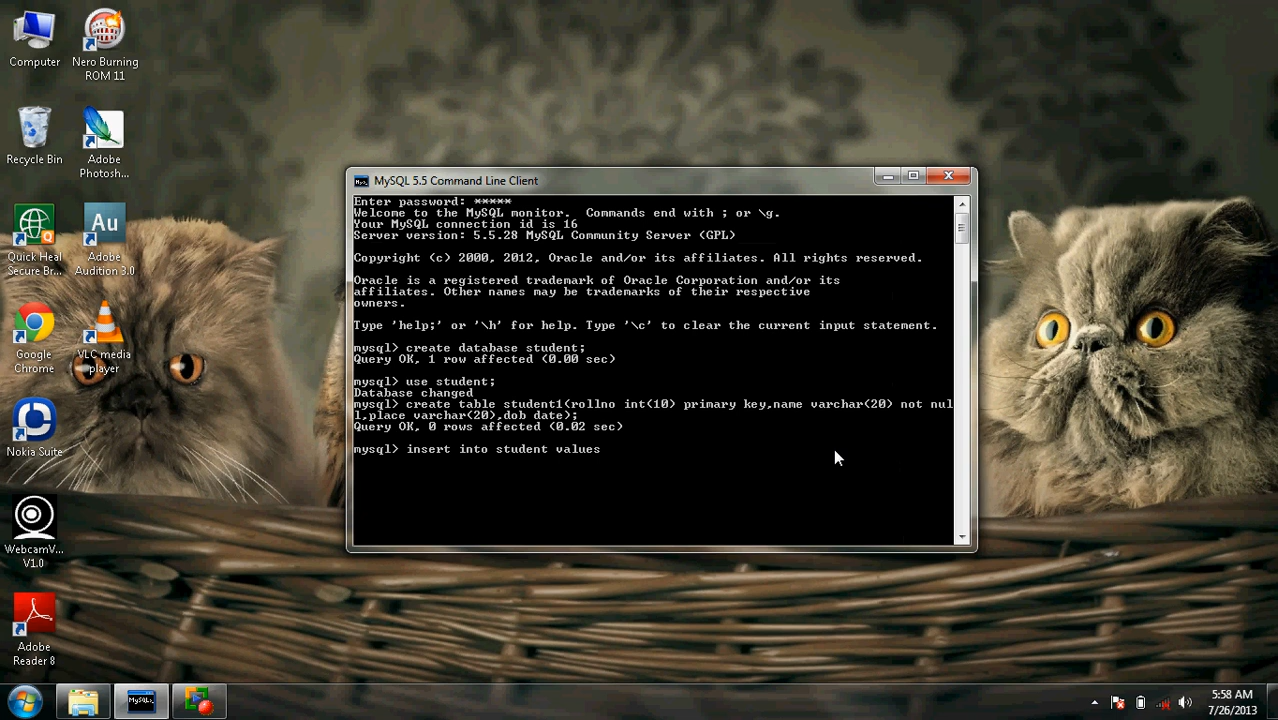 Computer
Nero Burning
ROM 11
Recycle Bin
Adobe
Photosh...
Quick Heal
Secure Br...
Au
Adobe
Audition 3.0
Google
Chrome
VLC media
player
Nokia Suite
WebcamV...
V1.0
Adobe
Reader 8
MySQL 5.5 Command Line Client
Enter password: *****
Welcome to the MySQL monitor.  Commands end with ; or \g.
Your MySQL connection id is 16
Server version: 5.5.28 MySQL Community Server (GPL)
Copyright (c) 2000, 2012, Oracle and/or its affiliates. All rights reserved.
Oracle is a registered trademark of Oracle Corporation and/or its
affiliates. Other names may be trademarks of their respective
owners.
Type 'help;' or '\h' for help. Type '\c' to clear the current input statement.
mysql> create database student;
Query OK, 1 row affected (0.00 sec)
mysql> use student;
Database changed
mysql> create table student1(rollno int(10) primary key,name varchar(20) not nul
l,place varchar(20),dob date);
Query OK, 0 rows affected (0.02 sec)
mysql> insert into student values
5:58 AM
7/26/2013